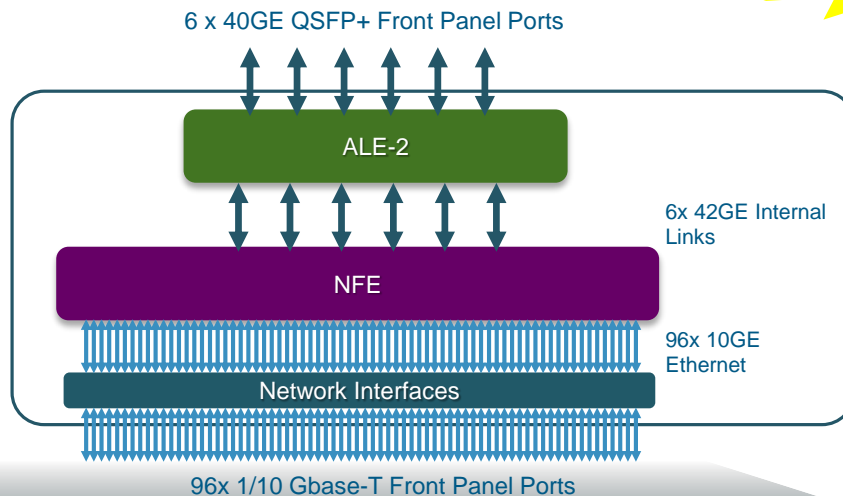 6 x 40GE QSFP+ Front Panel Ports
ALE-2
6x 42GE Internal
Links
NFE
96x 10GE
Ethernet
Network Interfaces
96x 1/10 Gbase-T Front Panel Ports